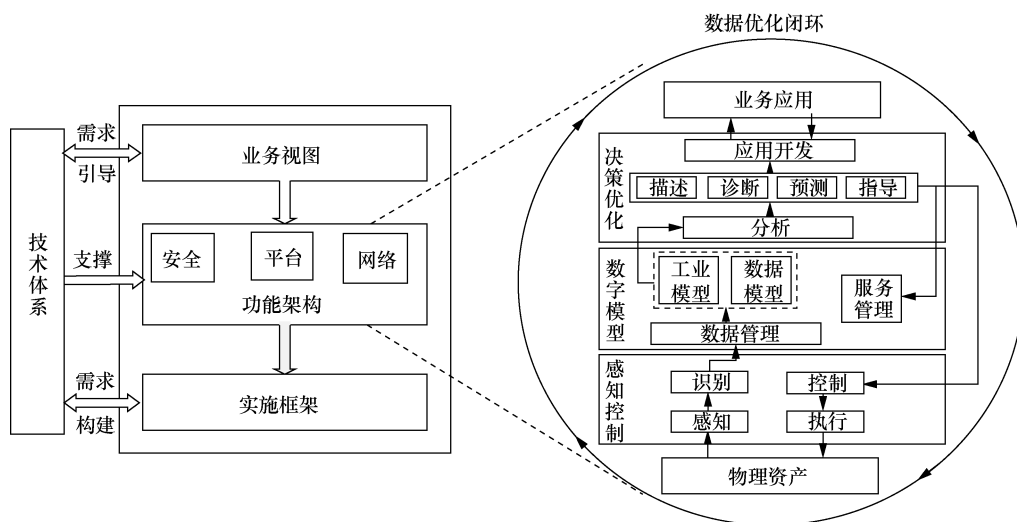 数据优化闭环
需求
引导
业务视图
技术体系
支撑
安全
平台
网络
功能架构
需求
构建
实施框架
业务应用
决策优化
应用开发
描述
诊断
预测
指导
分析
数字模型
工业
模型
数据
模型
服务
管理
数据管理
感知控制
识别
控制
感知
执行
物理资产